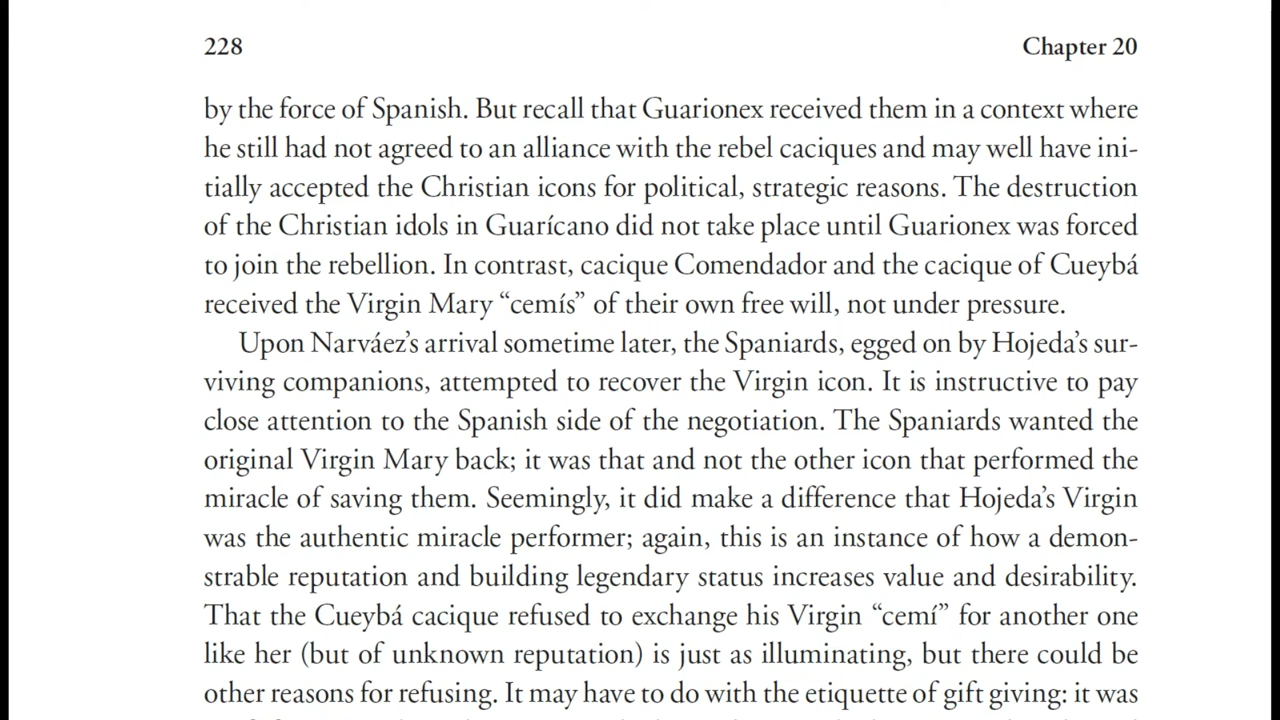 228 Chapter 20
by the force of Spanish. But recall that Guarionex received them in a context where
he still had not agreed to an alliance with the rebel caciques and may well have ini-
tially accepted the Christian icons for political, strategic reasons. The destruction
of the Christian idols in Guarícano did not take place until Guarionex was forced
to join the rebellion. In contrast, cacique Comendador and the cacique of Cueybá
received the Virgin Mary “cemís” of their own free will, not under pressure.
Upon Narváez’s arrival sometime later, the Spaniards, egged on by Hojeda’s sur-
viving companions, attempted to recover the Virgin icon. It is instructive to pay
close attention to the Spanish side of the negotiation. The Spaniards wanted the
original Virgin Mary back; it was that and not the other icon that performed the
miracle of saving them. Seemingly, it did make a difference that Hojeda’s Virgin
was the authentic miracle performer; again, this is an instance of how a demon-
strable reputation and building legendary status increases value and desirability.
That the Cueybá cacique refused to exchange his Virgin “cemí” for another one
like her (but of unknown reputation) is just as illuminating, but there could be
other reasons for refusing. It may have to do with the etiquette of gift giving: it was